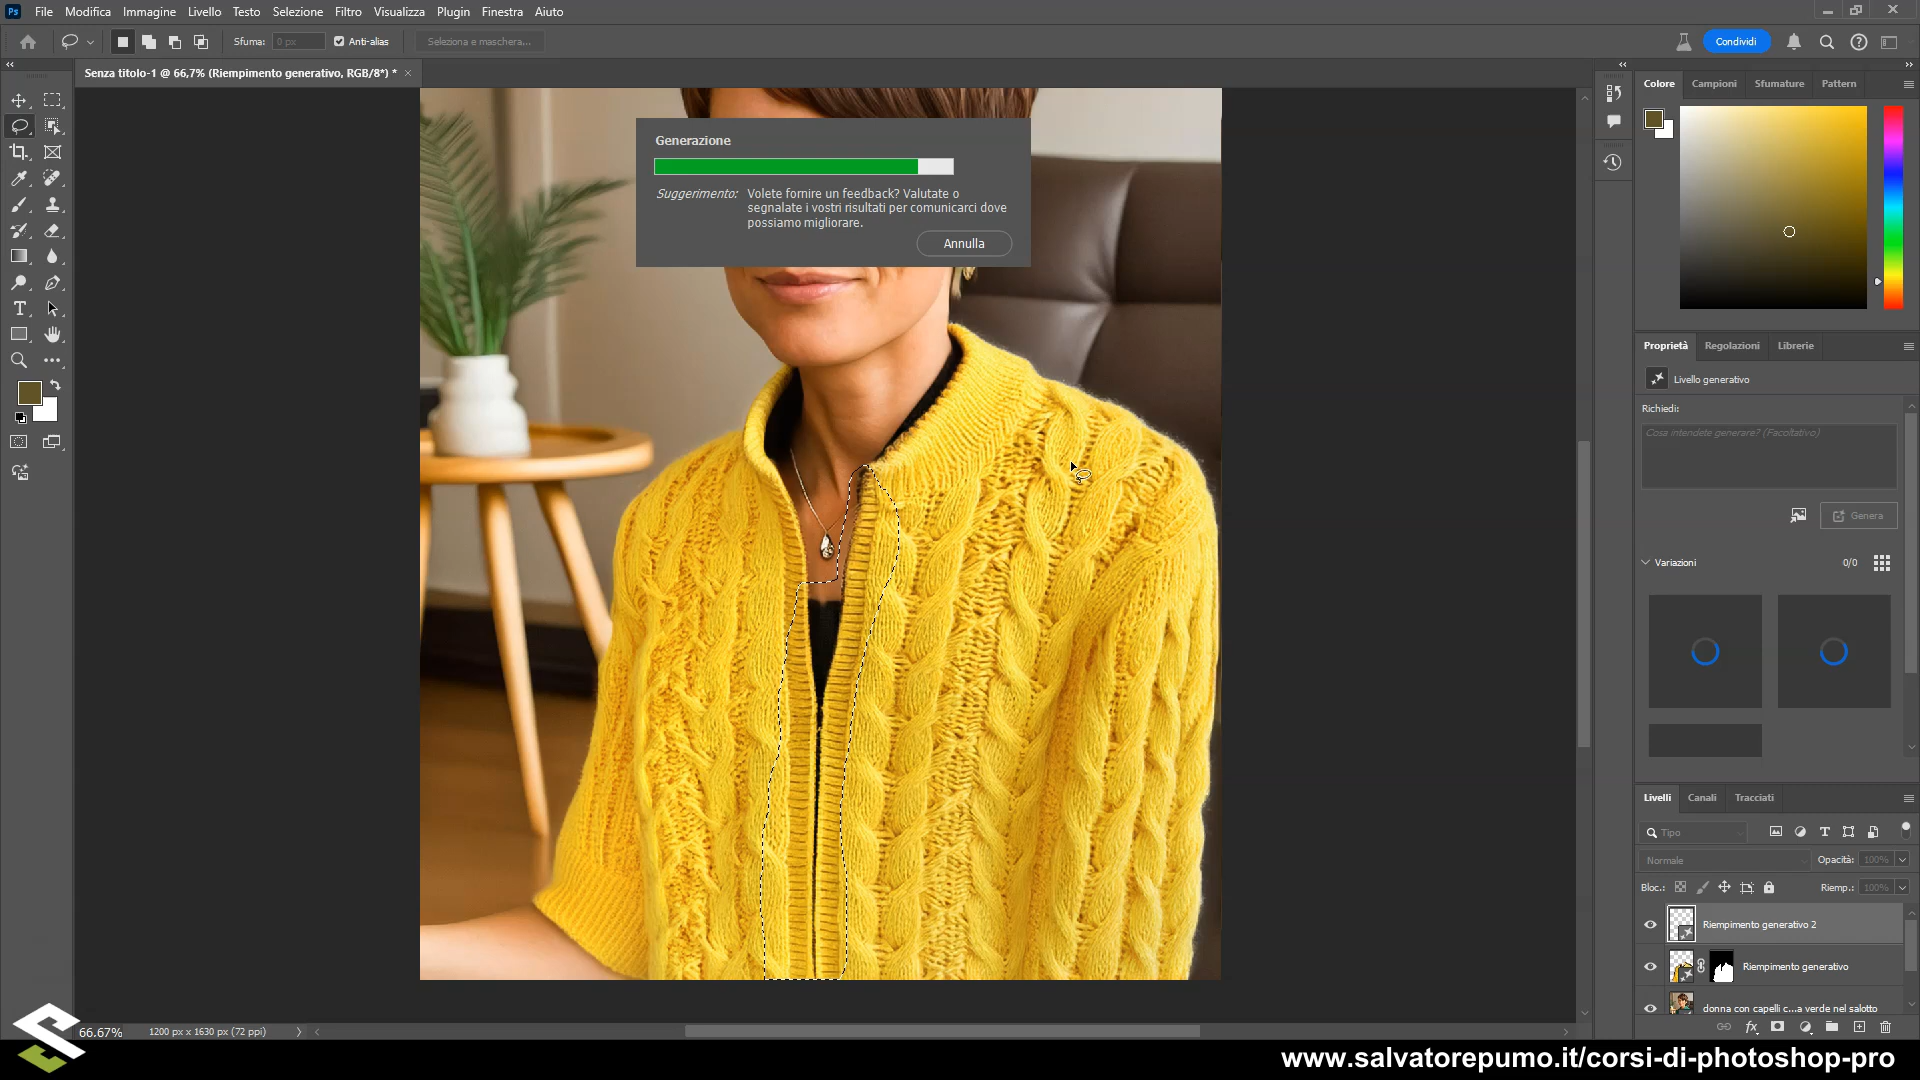 Ps File Modifica Immagine Livello Testo Selezione Filtro Visualizza Plugin Finestra Aiuto
Sfuma: 0 px Anti-alias Seleziona e maschera... Condividi
Senza titolo-1 @ 66,7% (Riempimento generativo, RGB/8*) *
Colore Campioni Sfumature Pattern
Generazione
Suggerimento: Volete fornire un feedback? Valutate o
segnalate i vostri risultati per comunicarci dove
possiamo migliorare.
Annulla
Proprietà Regolazioni Librerie
Livello generativo
Richiedi:
Cosa intendete generare? (Facoltativo)
Genera
Variazioni 0/0
Livelli Canali Tracciati
Tipo
Normale Opacità: 100%
Bloc.: Riemp.: 100%
Riempimento generativo 2
Riempimento generativo
donna con capelli c...a verde nel salotto
66.67% 1200 px x 1630 px (72 ppi)
www.salvatorepumo.it/corsi-di-photoshop-pro